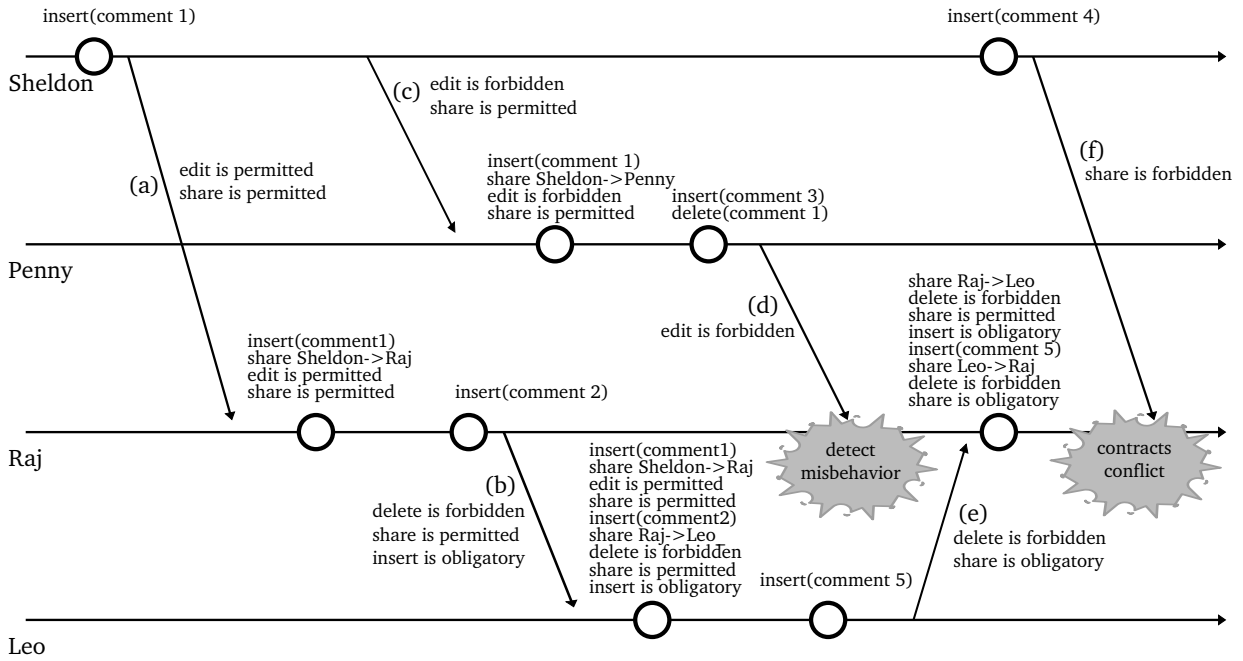 insert(comment 1)
insert(comment 4)
Sheldon
(c)
edit is forbidden
share is permitted
(a)
edit is permitted
share is permitted
(f)
share is forbidden
insert(comment 1)
share Sheldon->Penny
edit is forbidden
share is permitted
insert(comment 3)
delete(comment 1)
Penny
(d)
edit is forbidden
share Raj->Leo
delete is forbidden
share is permitted
insert is obligatory
insert(comment 5)
share Leo->Raj
delete is forbidden
share is obligatory
insert(comment1)
share Sheldon->Raj
edit is permitted
share is permitted
insert(comment 2)
Raj
detect
misbehavior
contracts
conflict
(b)
delete is forbidden
share is permitted
insert is obligatory
insert(comment1)
share Sheldon->Raj
edit is permitted
share is permitted
insert(comment2)
share Raj->Leo_
delete is forbidden
share is permitted
insert is obligatory
(e)
delete is forbidden
share is obligatory
insert(comment 5)
Leo